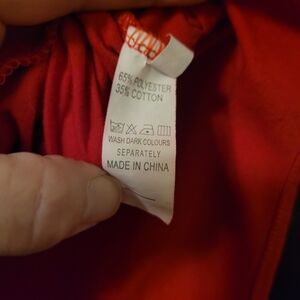 65% POLYESTER
35% COTTON
WASH DARK COLOURS
SEPARATELY
MADE IN CHINA